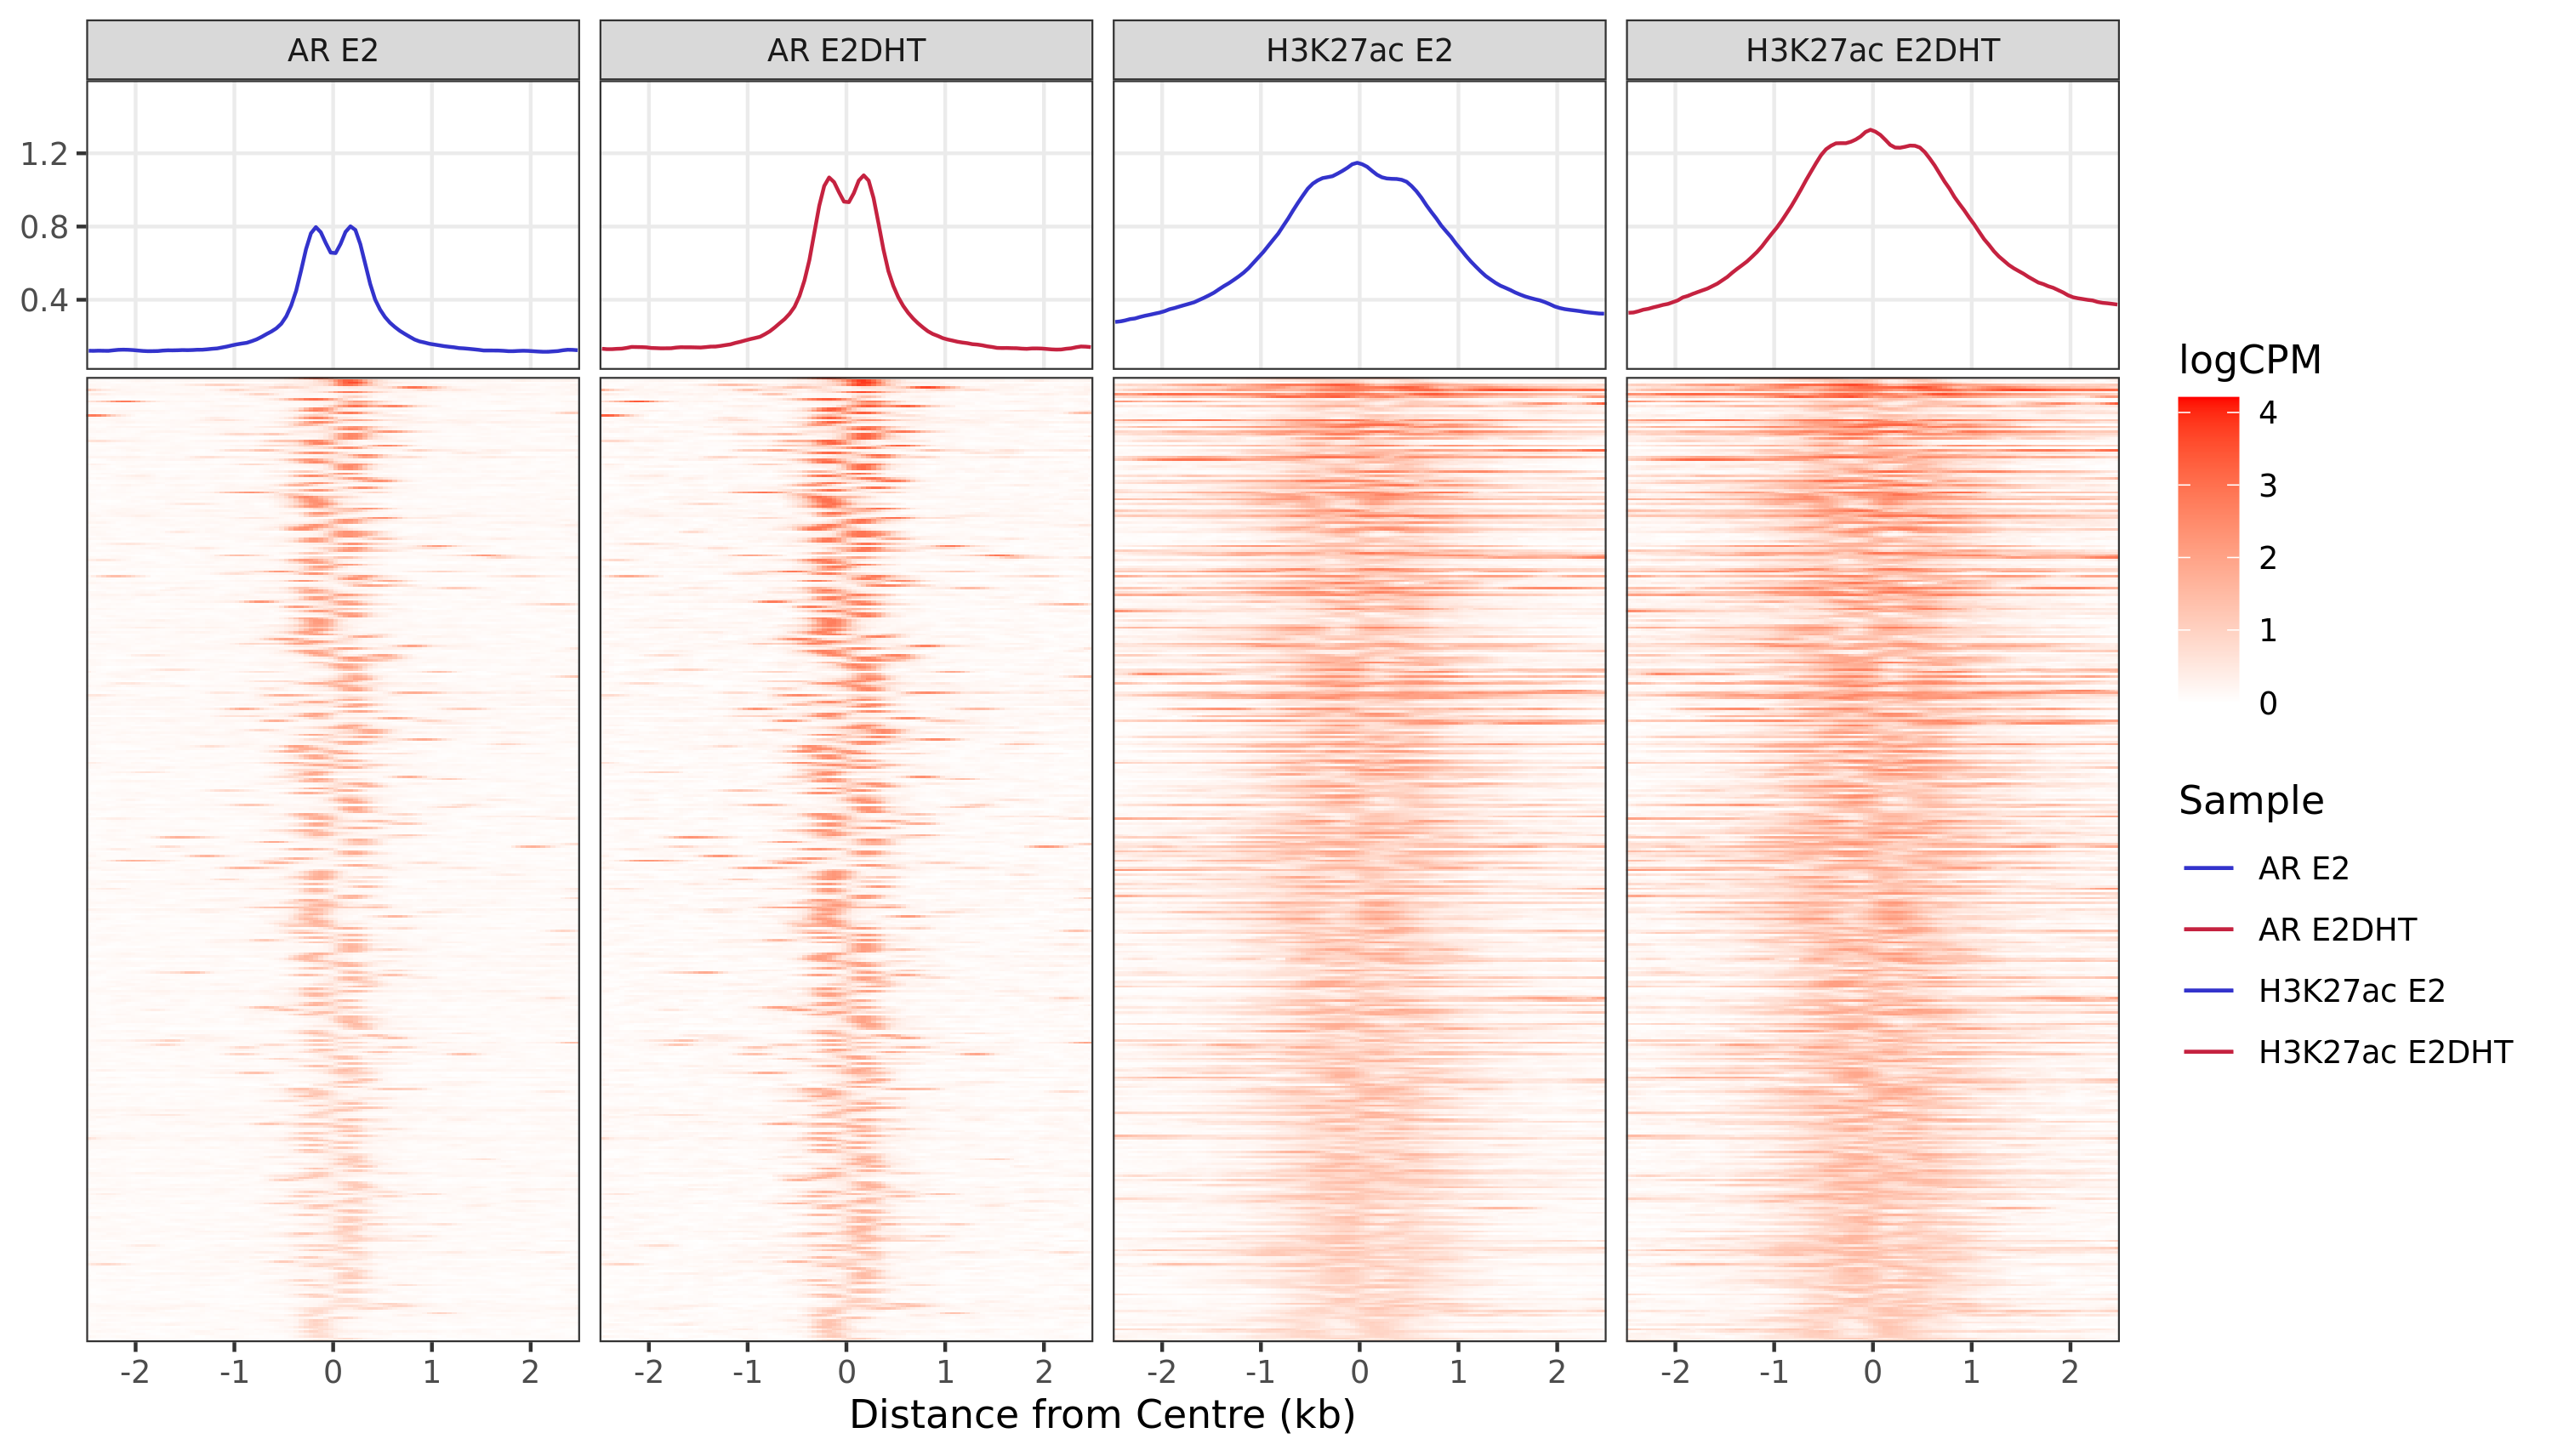 AR E2
AR E2DHT
H3K27ac E2
H3K27ac E2DHT
1.2
0.8
0.4
logCPM
4
3
2
1
0
Sample
AR E2
AR E2DHT
H3K27ac E2
H3K27ac E2DHT
-2 -1 0 1 2
-2 -1 0 1 2
-2 -1 0 1 2
-2 -1 0 1 2
Distance from Centre (kb)